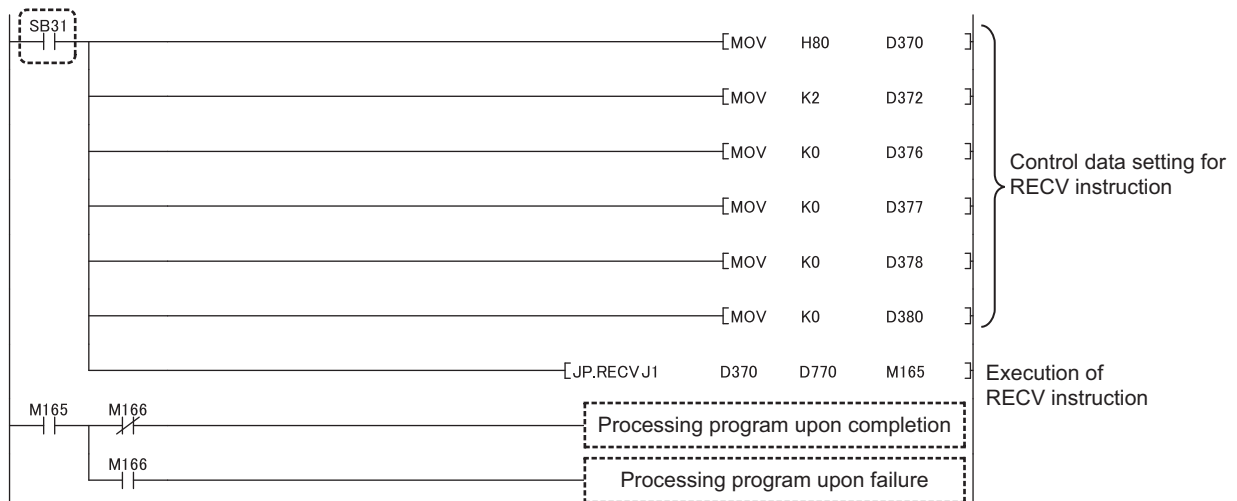 SB31
MOV H80 D370
MOV K2 D372
MOV K0 D376
MOV K0 D377
MOV K0 D378
MOV K0 D380
Control data setting for
RECV instruction
JP.RECV J1 D370 D770 M165
Execution of
RECV instruction
M165 M166
Processing program upon completion
M166
Processing program upon failure